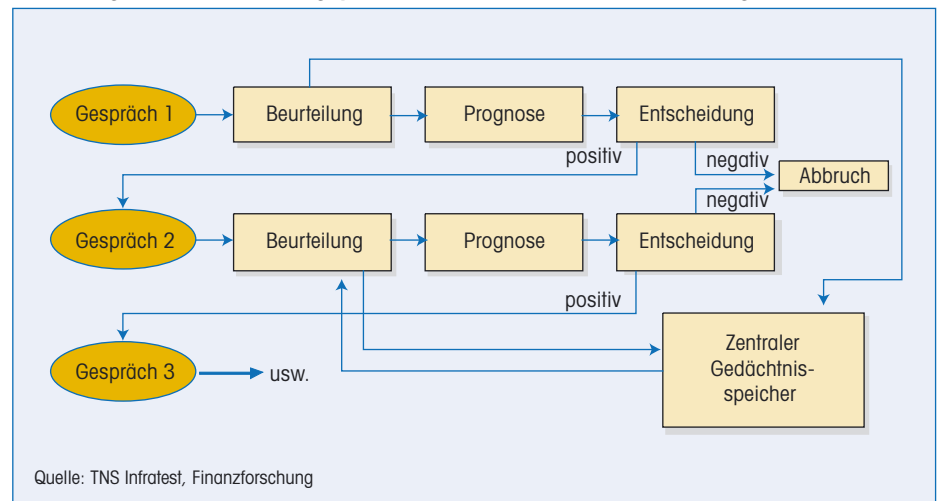 Gespräch 1
Beurteilung
Prognose
Entscheidung
positiv
negativ
Abbruch
negativ
Gespräch 2
Beurteilung
Prognose
Entscheidung
positiv
Gespräch 3
usw.
Zentraler
Gedächtnis-
speicher
Quelle: TNS Infratest, Finanzforschung